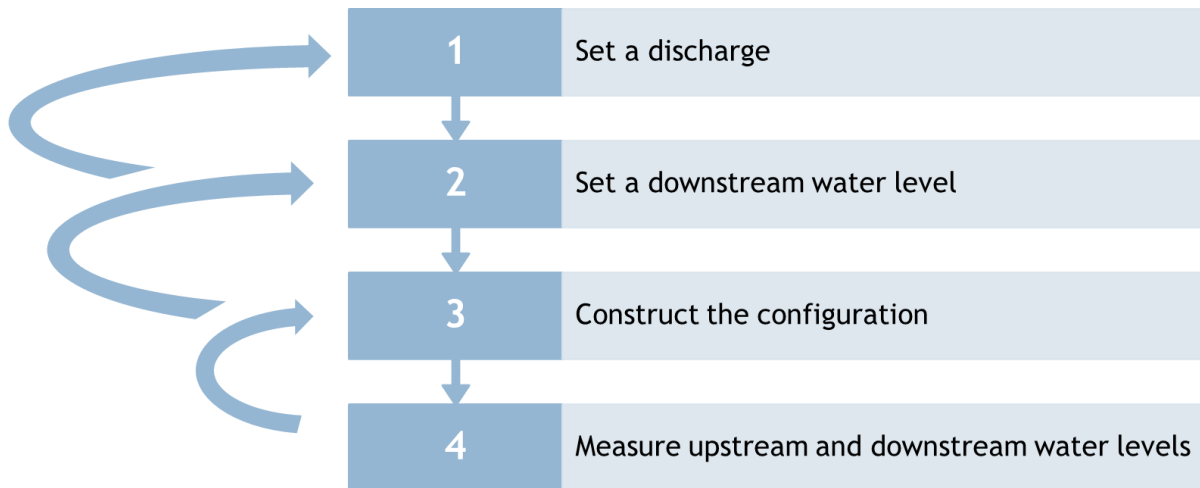 1 Set a discharge
2 Set a downstream water level
3 Construct the configuration
4 Measure upstream and downstream water levels